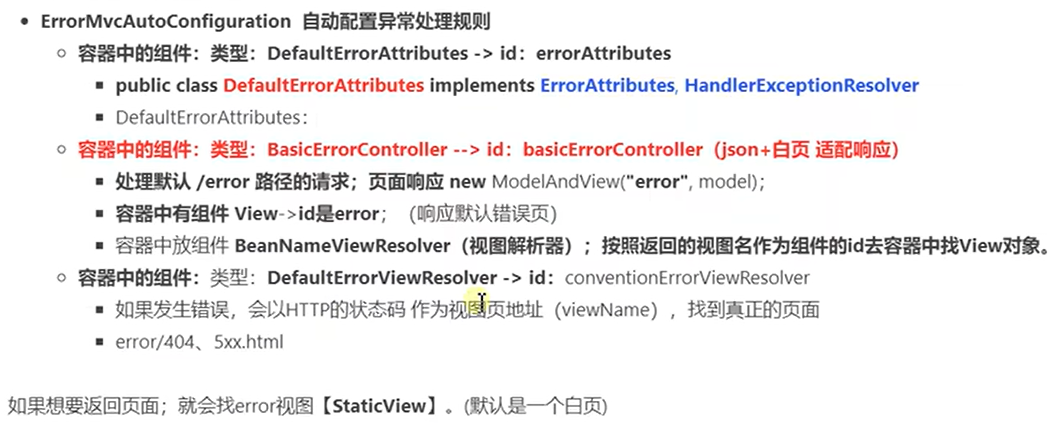 ErrorMvcAutoConfiguration 自动配置异常处理规则
容器中的组件：类型：DefaultErrorAttributes -> id：errorAttributes
public class DefaultErrorAttributes implements ErrorAttributes, HandlerExceptionResolver
DefaultErrorAttributes：
容器中的组件：类型：BasicErrorController --> id：basicErrorController（json+白页 适配响应）
处理默认 /error 路径的请求；页面响应 new ModelAndView("error", model)；
容器中有组件 View->id是error；（响应默认错误页）
容器中放组件 BeanNameViewResolver（视图解析器）；按照返回的视图名作为组件的id去容器中找View对象。
容器中的组件：类型：DefaultErrorViewResolver -> id：conventionErrorViewResolver
如果发生错误，会以HTTP的状态码 作为视图页地址（viewName），找到真正的页面
error/404、5xx.html
如果想要返回页面；就会找error视图【StaticView】。(默认是一个白页)